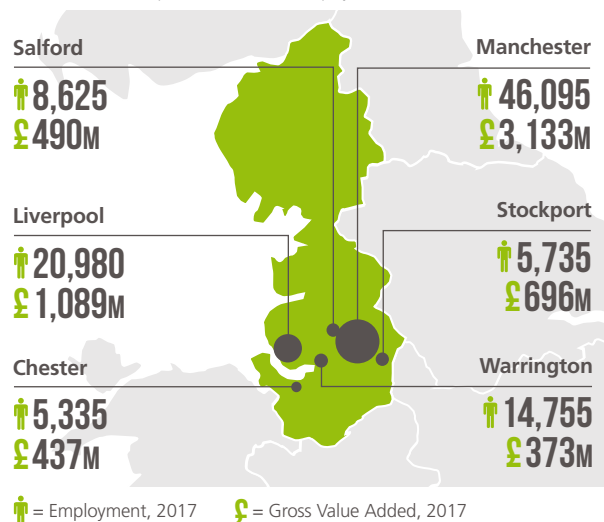 Salford
8,625
£490M
Manchester
46,095
£3,133M
Liverpool
20,980
£1,089M
Stockport
5,735
£696M
Chester
5,335
£437M
Warrington
14,755
£373M
= Employment, 2017
£ = Gross Value Added, 2017